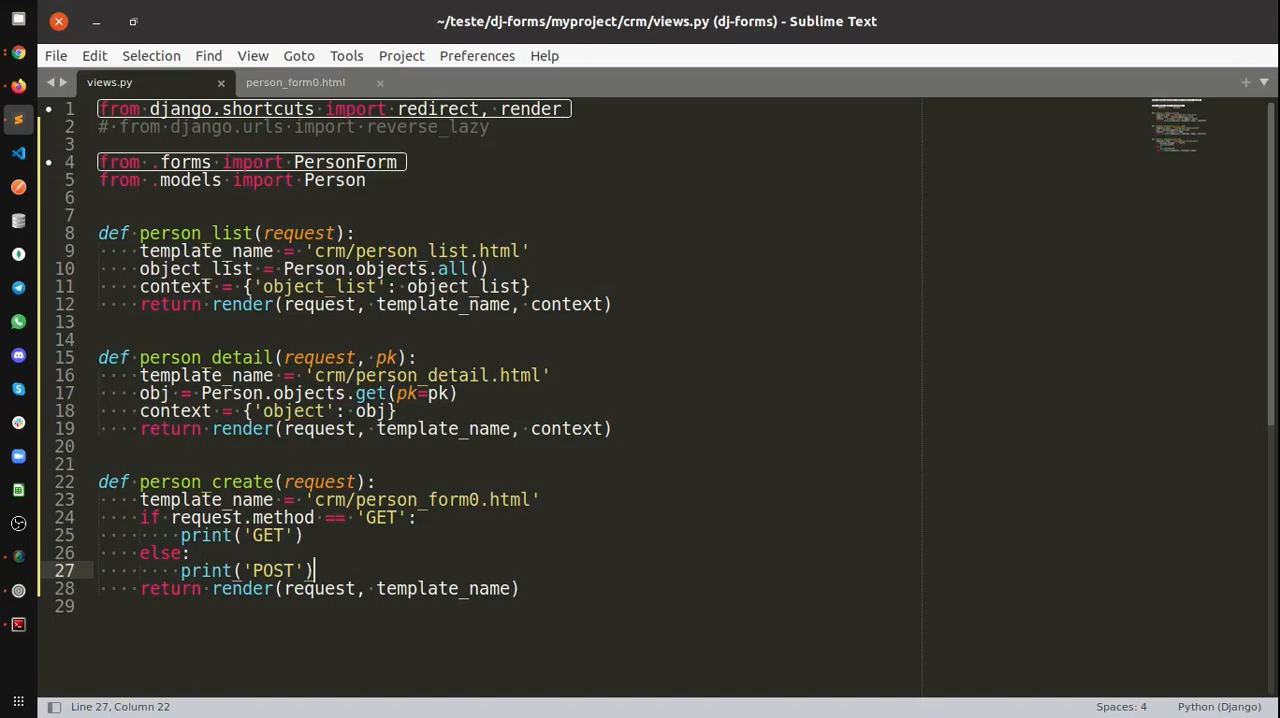 ~/teste/dj-forms/myproject/crm/views.py (dj-forms) - Sublime Text
File Edit Selection Find View Goto Tools Project Preferences Help
views.py × person_form0.html ×
1 from django.shortcuts import redirect, render
2 # from django.urls import reverse_lazy
3
4 from .forms import PersonForm
5 from .models import Person
6
7
8 def person_list(request):
9     template_name = 'crm/person_list.html'
10     object_list = Person.objects.all()
11     context = {'object_list': object_list}
12     return render(request, template_name, context)
13
14
15 def person_detail(request, pk):
16     template_name = 'crm/person_detail.html'
17     obj = Person.objects.get(pk=pk)
18     context = {'object': obj}
19     return render(request, template_name, context)
20
21
22 def person_create(request):
23     template_name = 'crm/person_form0.html'
24     if request.method == 'GET':
25         print('GET')
26     else:
27         print('POST')
28     return render(request, template_name)
29
Line 27, Column 22 Spaces: 4 Python (Django)